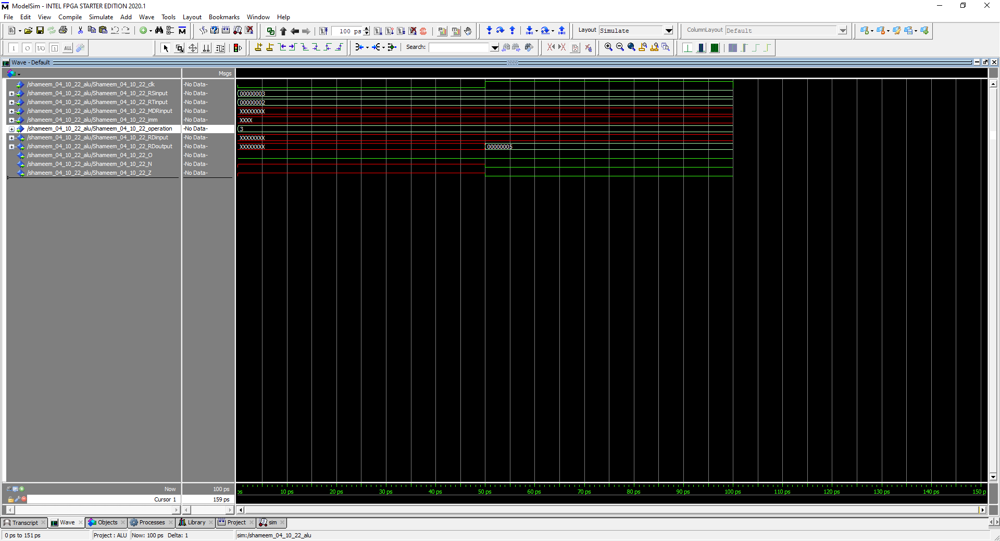 ModelSim - INTEL FPGA STARTER EDITION 2020.1
File Edit View Compile Simulate Add Wave Tools Layout Bookmarks Window Help
100 ps
Layout Simulate
ColumnLayout Default
ALL
Search:
Wave - Default
Msgs
/shameem_04_10_22_alu/Shameem_04_10_22_clk -No Data-
/shameem_04_10_22_alu/Shameem_04_10_22_RSinput -No Data- 00000003
/shameem_04_10_22_alu/Shameem_04_10_22_RTinput -No Data- 00000002
/shameem_04_10_22_alu/Shameem_04_10_22_MDRinput -No Data- XXXXXXXX
/shameem_04_10_22_alu/Shameem_04_10_22_imm -No Data- XXXX
/shameem_04_10_22_alu/Shameem_04_10_22_operation -No Data- 3
/shameem_04_10_22_alu/Shameem_04_10_22_RDinput -No Data- XXXXXXXX
/shameem_04_10_22_alu/Shameem_04_10_22_RDoutput -No Data- XXXXXXXX 00000005
/shameem_04_10_22_alu/Shameem_04_10_22_O -No Data-
/shameem_04_10_22_alu/Shameem_04_10_22_N -No Data-
/shameem_04_10_22_alu/Shameem_04_10_22_Z -No Data-
Now 100 ps
ps 10 ps 20 ps 30 ps 40 ps 50 ps 60 ps 70 ps 80 ps 90 ps 100 ps 110 ps 120 ps 130 ps 140 ps 150 p
Cursor 1 159 ps
Transcript Wave Objects Processes Library Project sim
0 ps to 151 ps Project : ALU Now: 100 ps Delta: 1 sim:/shameem_04_10_22_alu